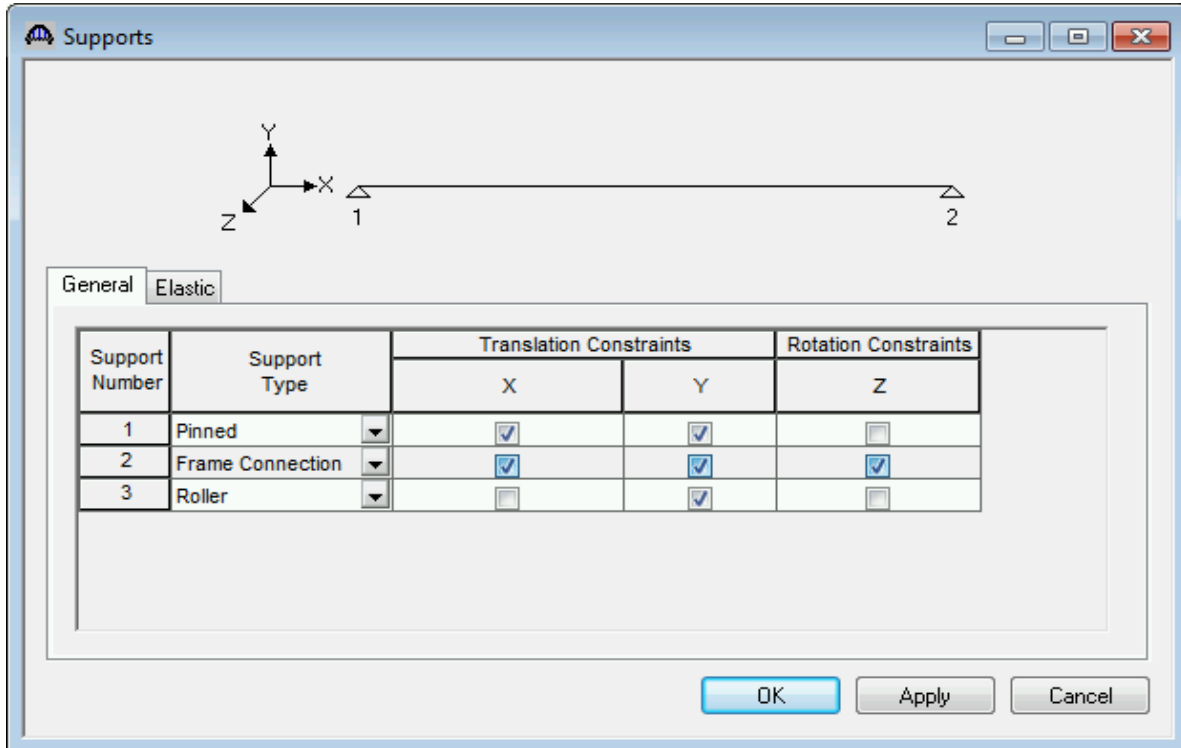 Supports
Y
X
Z
1
2
General Elastic
Support Number Support Type Translation Constraints Rotation Constraints
X Y Z
1 Pinned
2 Frame Connection
3 Roller
OK Apply Cancel